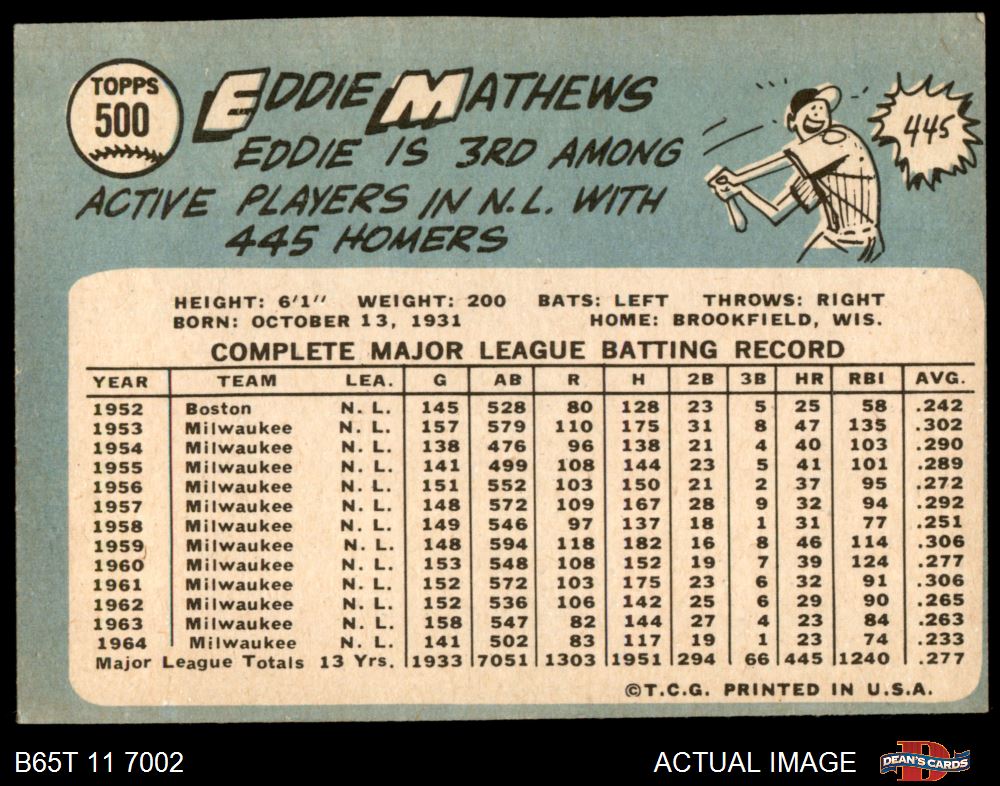 TOPPS
500
EDDIE MATHEWS
EDDIE IS 3RD AMONG
ACTIVE PLAYERS IN N.L. WITH
445 HOMERS
445
HEIGHT: 6'1" WEIGHT: 200 BATS: LEFT THROWS: RIGHT
BORN: OCTOBER 13, 1931 HOME: BROOKFIELD, WIS.
COMPLETE MAJOR LEAGUE BATTING RECORD
YEAR TEAM LEA. G AB R H 2B 3B HR RBI AVG.
1952 Boston N. L. 145 528 80 128 23 5 25 58 .242
1953 Milwaukee N. L. 157 579 110 175 31 8 47 135 .302
1954 Milwaukee N. L. 138 476 96 138 21 4 40 103 .290
1955 Milwaukee N. L. 141 499 108 144 23 5 41 101 .289
1956 Milwaukee N. L. 151 552 103 150 21 2 37 95 .272
1957 Milwaukee N. L. 148 572 109 167 28 9 32 94 .292
1958 Milwaukee N. L. 149 546 97 137 18 1 31 77 .251
1959 Milwaukee N. L. 148 594 118 182 16 8 46 114 .306
1960 Milwaukee N. L. 153 548 108 152 19 7 39 124 .277
1961 Milwaukee N. L. 152 572 103 175 23 6 32 91 .306
1962 Milwaukee N. L. 152 536 106 142 25 6 29 90 .265
1963 Milwaukee N. L. 158 547 82 144 27 4 23 84 .263
1964 Milwaukee N. L. 141 502 83 117 19 1 23 74 .233
Major League Totals 13 Yrs. 1933 7051 1303 1951 294 66 445 1240 .277
©T.C.G. PRINTED IN U.S.A.
B65T 11 7002 ACTUAL IMAGE
D
DEAN'S CARDS